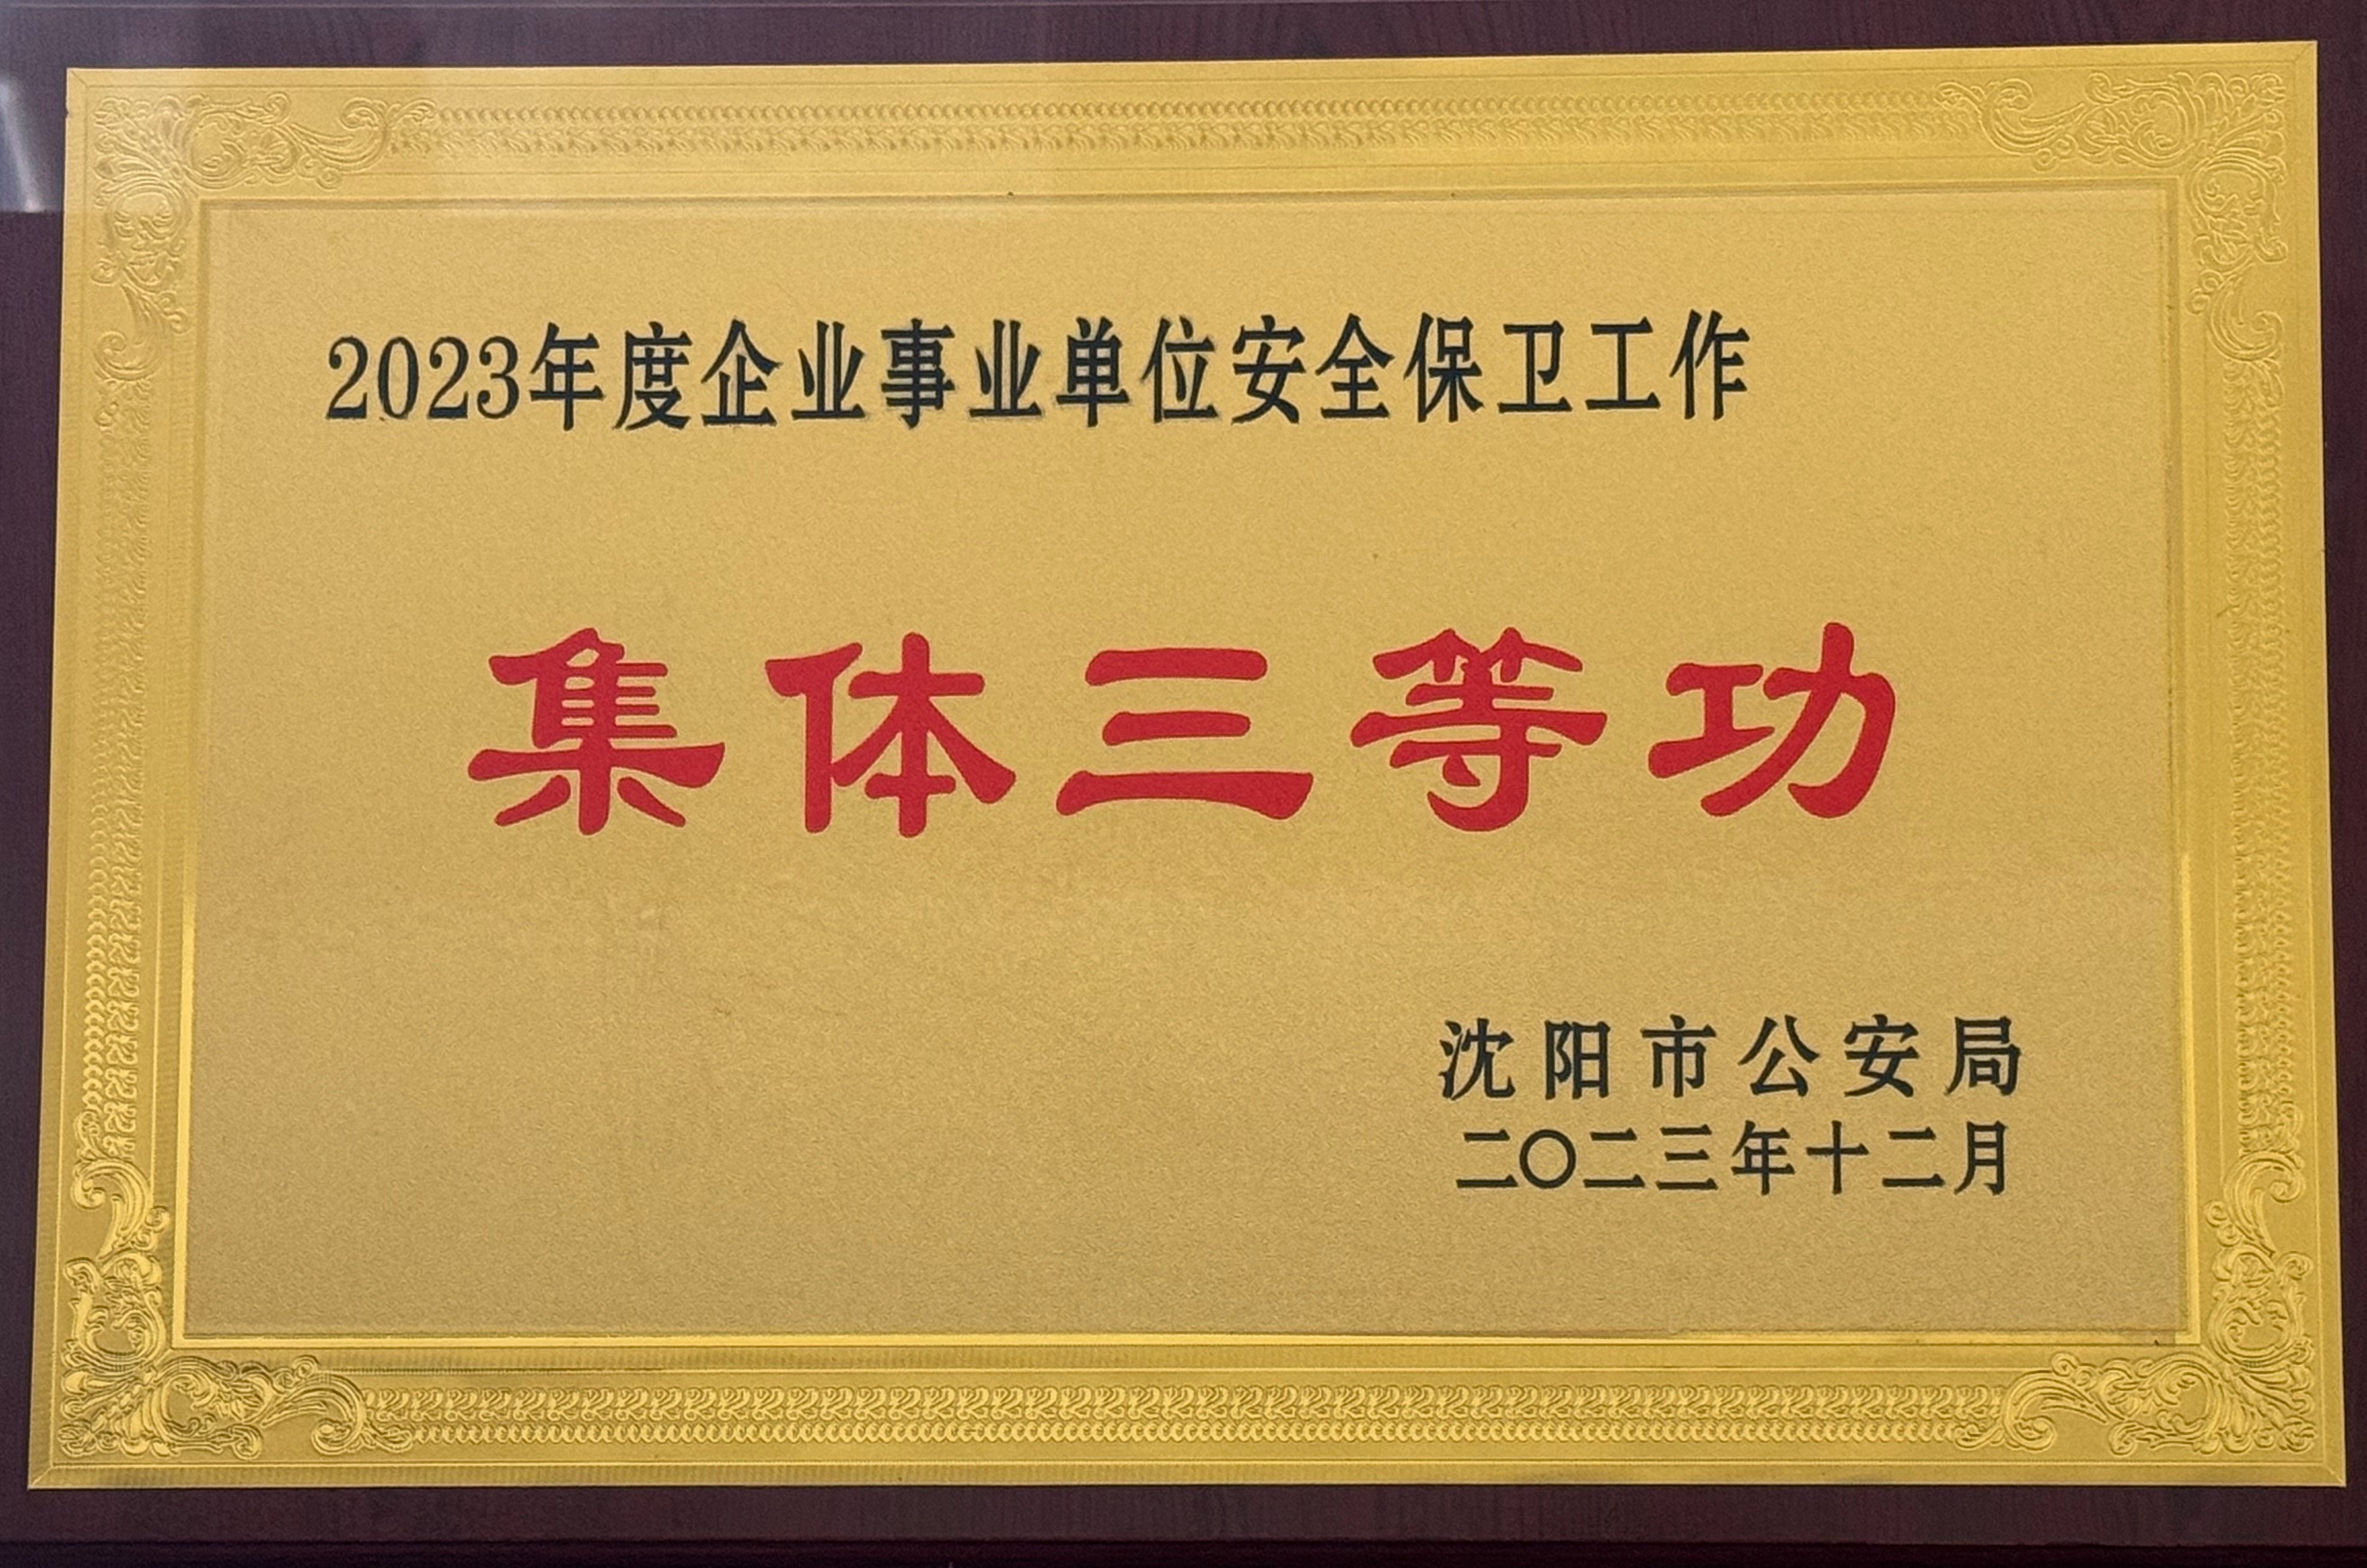 2023年度企业事业单位安全保卫工作
集体三等功
沈阳市公安局
二〇二三年十二月